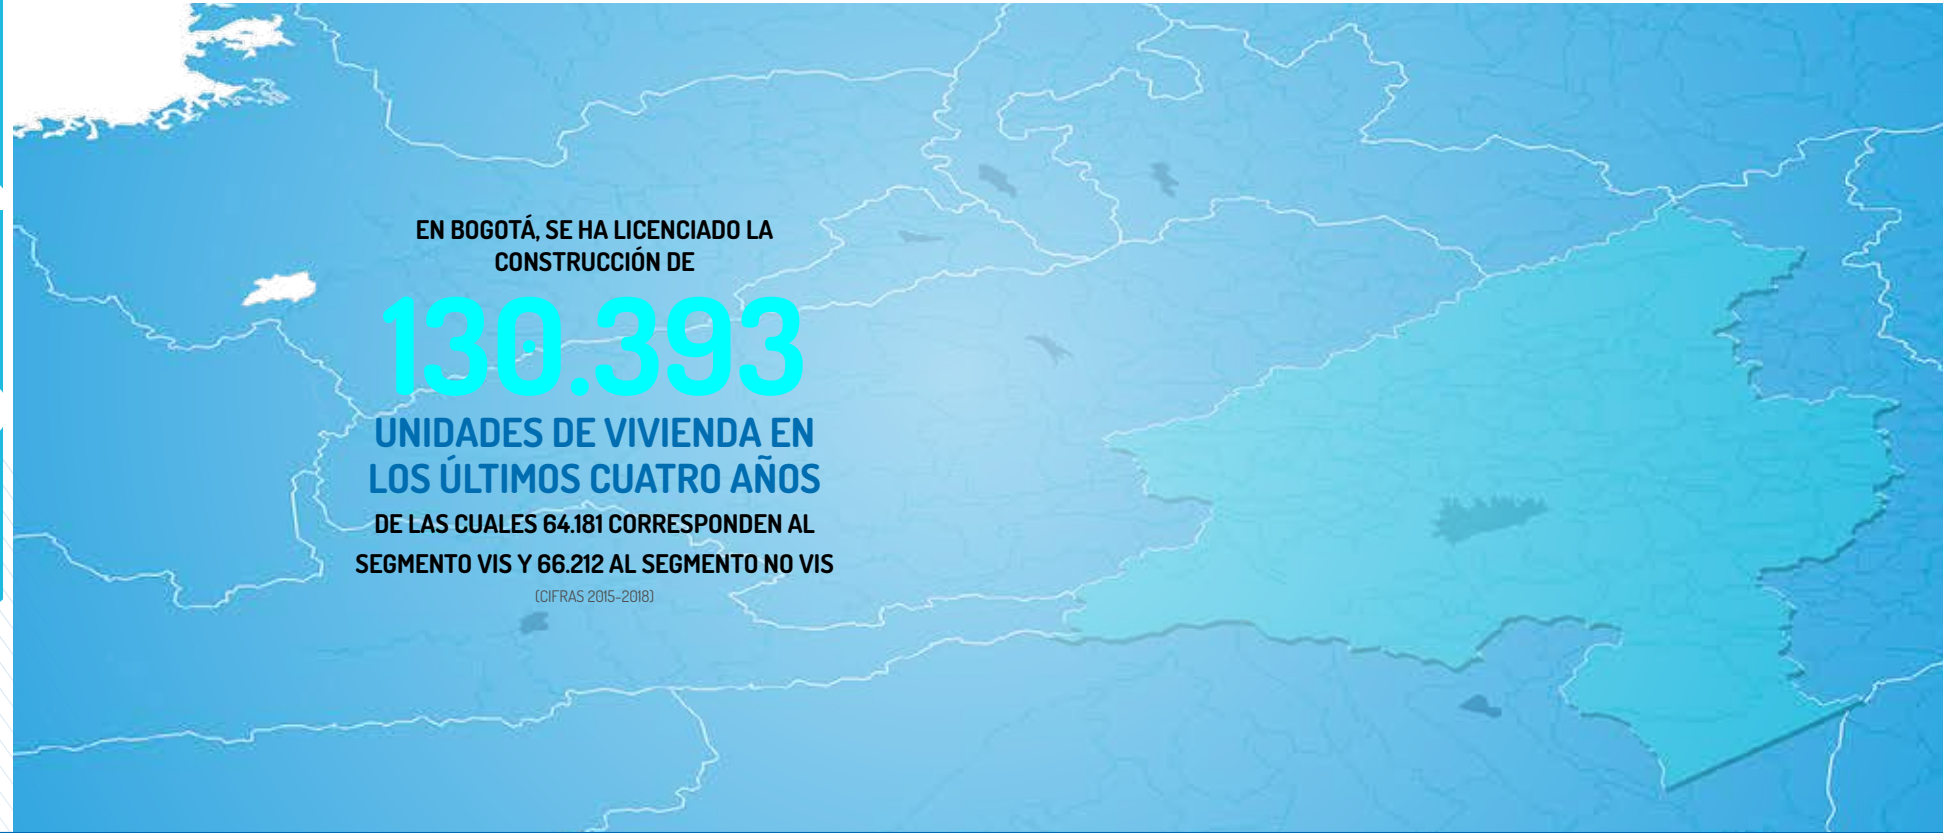 EN BOGOTÁ, SE HA LICENCIADO LA
CONSTRUCCIÓN DE
130.393
UNIDADES DE VIVIENDA EN
LOS ÚLTIMOS CUATRO AÑOS
DE LAS CUALES 64.181 CORRESPONDEN AL
SEGMENTO VIS Y 66.212 AL SEGMENTO NO VIS
(CIFRAS 2015-2018)